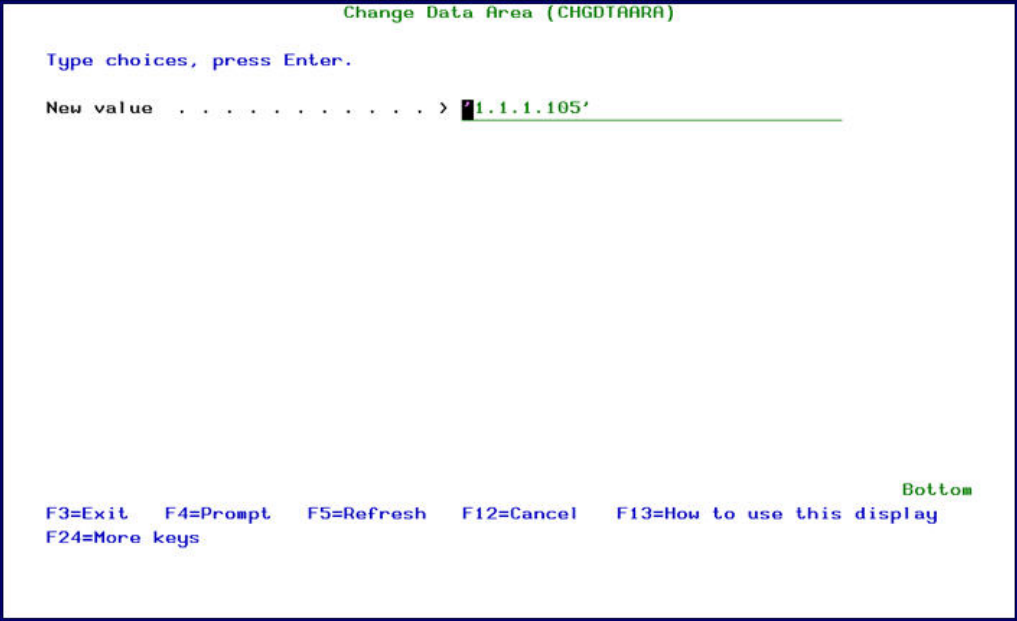 Change Data Area (CHGDTAARA)
Type choices, press Enter.
New value . . . . . . . . . . . > '1.1.1.105'
Bottom
F3=Exit F4=Prompt F5=Refresh F12=Cancel F13=How to use this display
F24=More keys